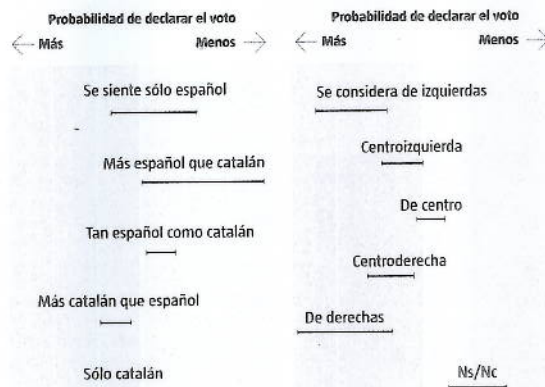 Probabilidad de declarar el voto
Más Menos
Se siente sólo español
Más español que catalán
Tan español como catalán
Más catalán que español
Sólo catalán
Probabilidad de declarar el voto
Más Menos
Se considera de izquierdas
Centroizquierda
De centro
Centroderecha
De derechas
Ns/Nc